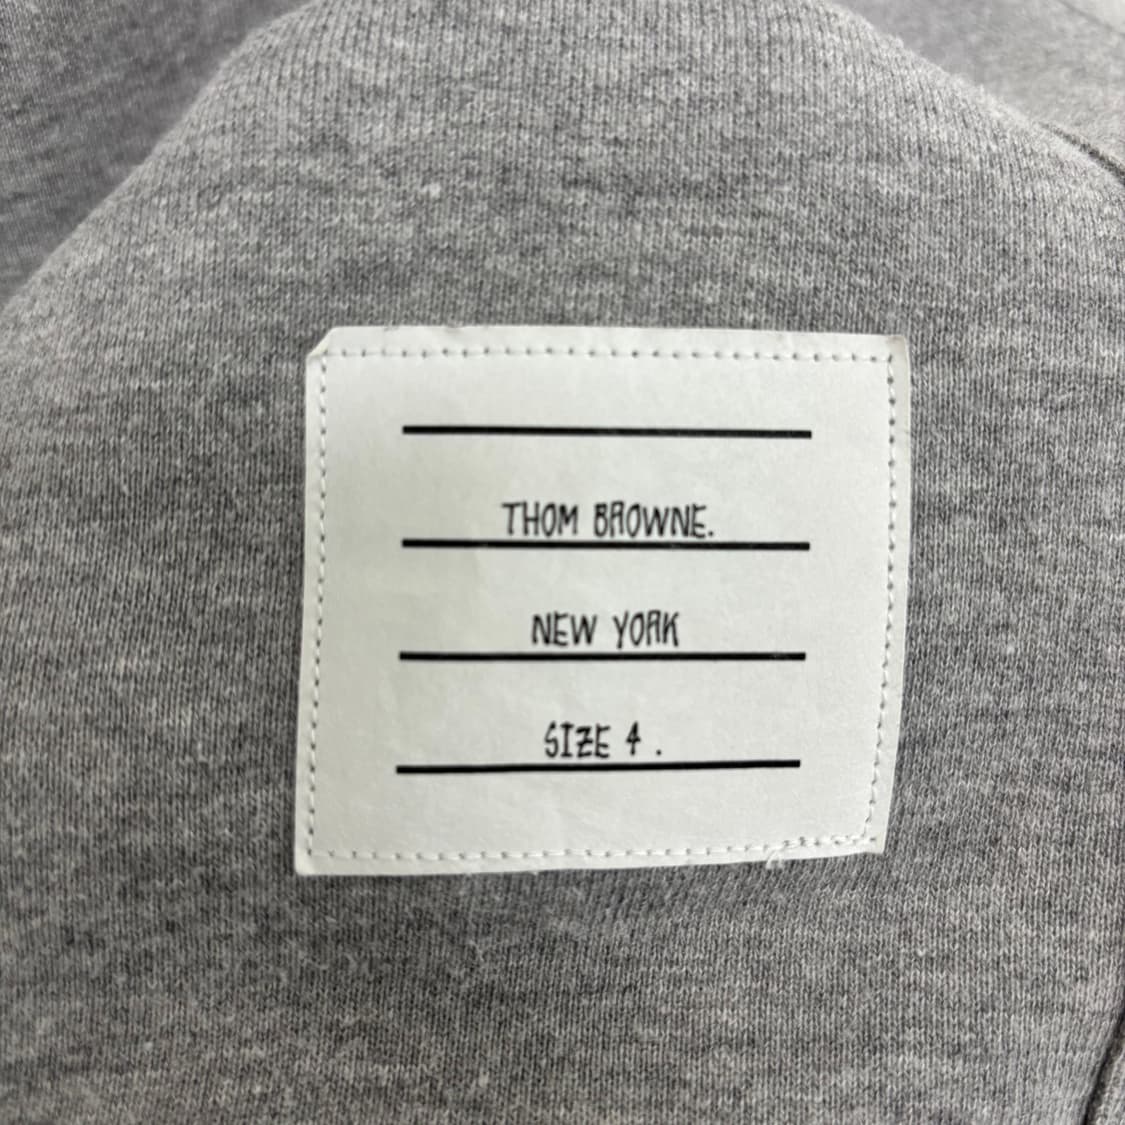 THOM BROWNE.
NEW YORK
SIZE 4 .